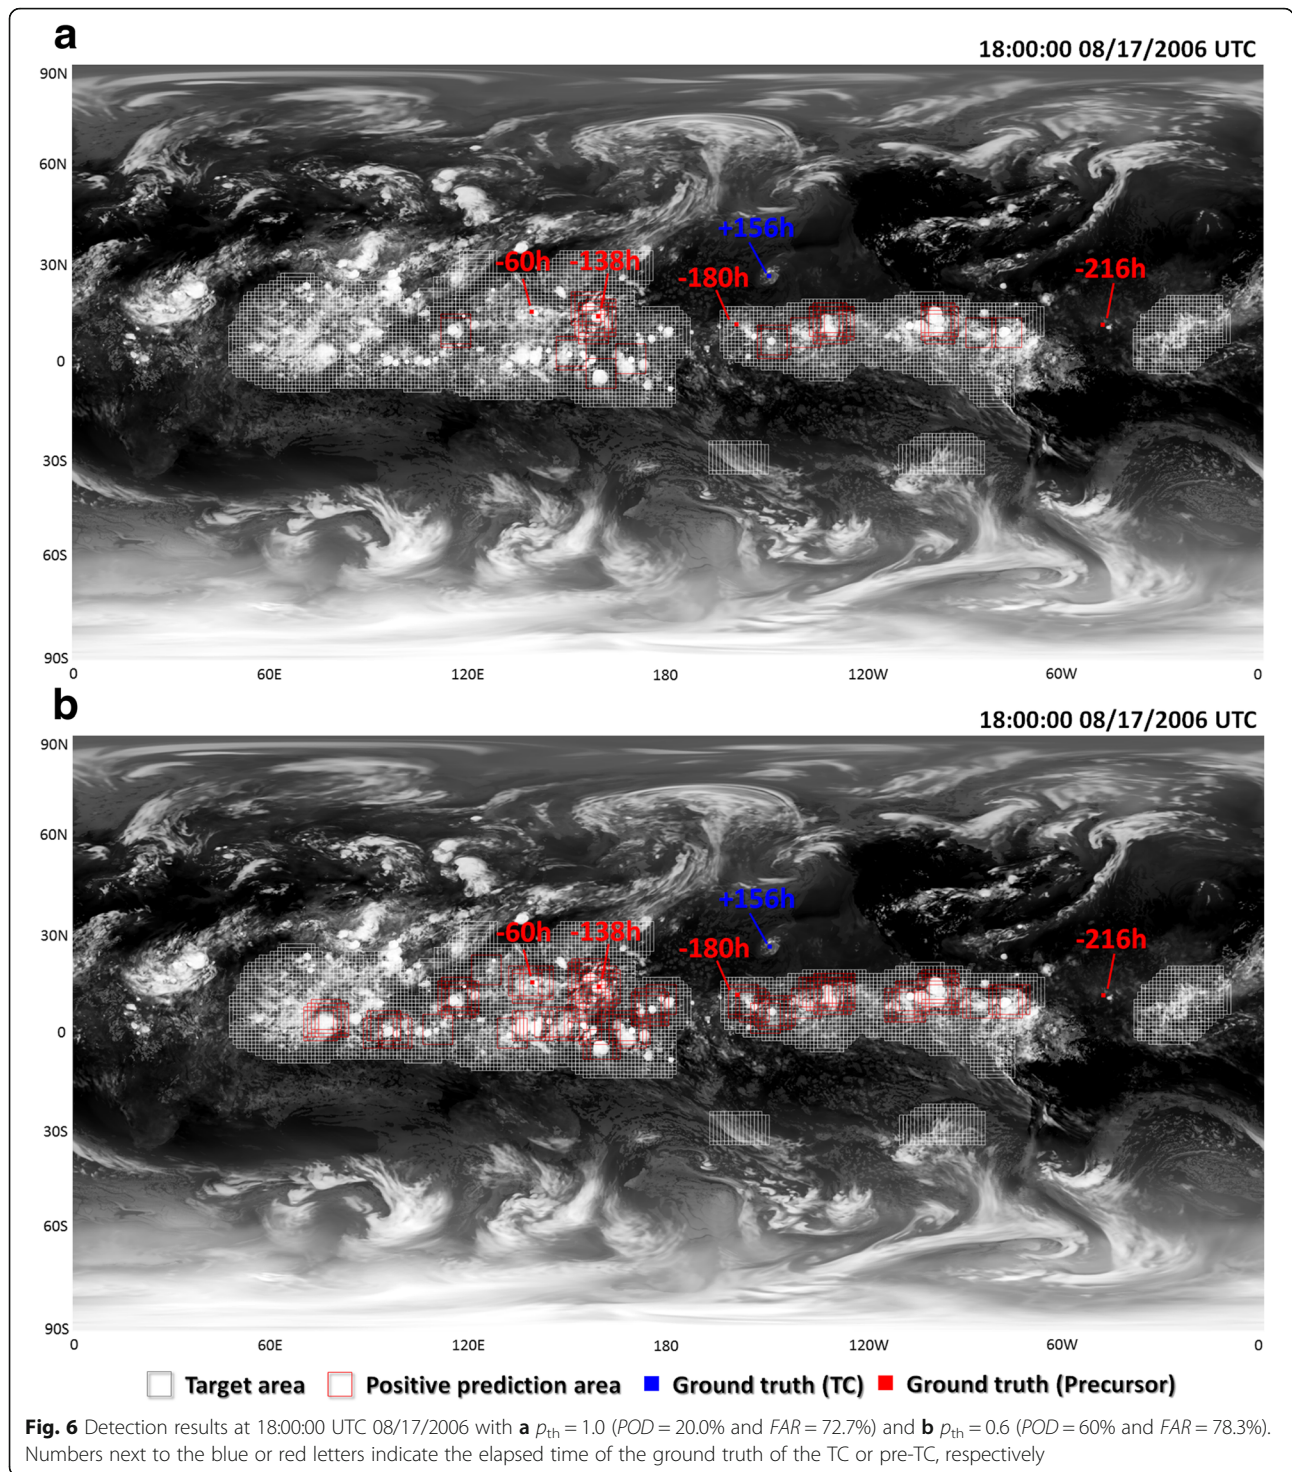 a
18:00:00 08/17/2006 UTC
90N
60N
30N
0
30S
60S
90S
+156h
-60h
-138h
-180h
-216h
0 60E 120E 180 120W 60W 0
b
18:00:00 08/17/2006 UTC
90N
60N
30N
0
30S
60S
90S
+156h
-60h
-138h
-180h
-216h
0 60E 120E 180 120W 60W 0
Target area Positive prediction area Ground truth (TC) Ground truth (Precursor)
Fig. 6 Detection results at 18:00:00 UTC 08/17/2006 with a pth = 1.0 (POD = 20.0% and FAR = 72.7%) and b pth = 0.6 (POD = 60% and FAR = 78.3%).
Numbers next to the blue or red letters indicate the elapsed time of the ground truth of the TC or pre-TC, respectively